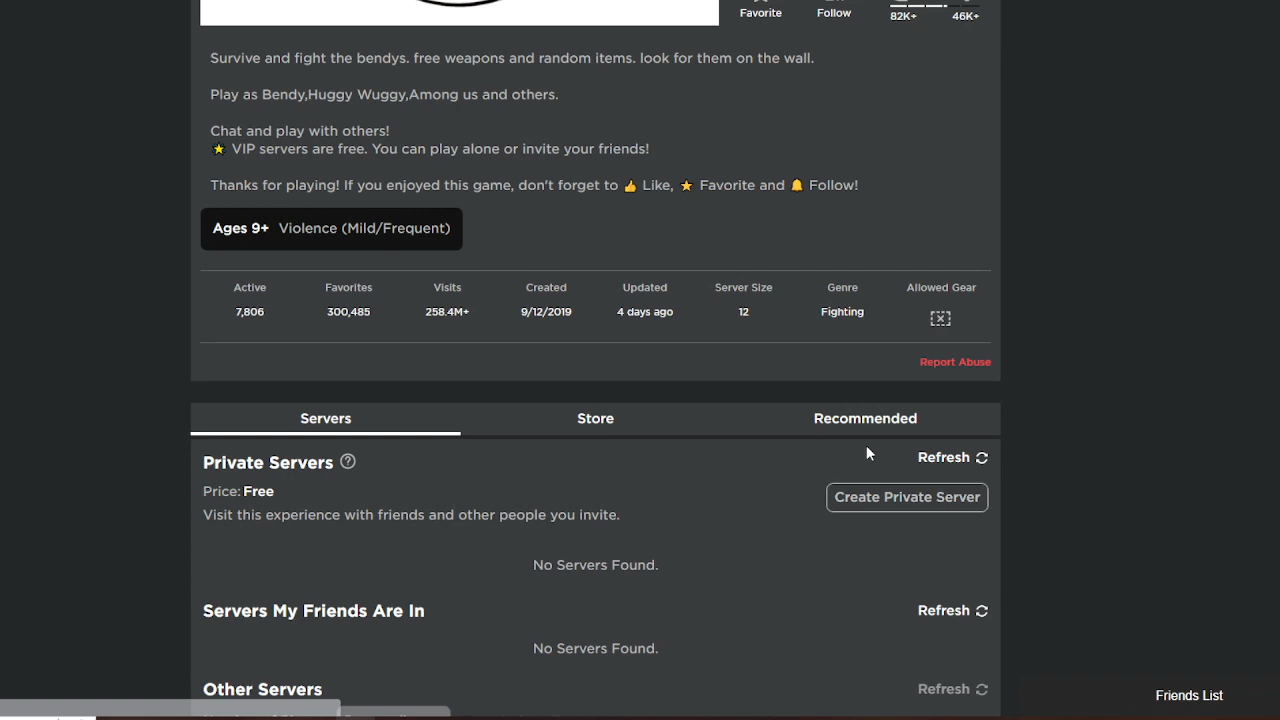 Favorite Follow 82K+ 46K+
Survive and fight the bendys. free weapons and random items. look for them on the wall.
Play as Bendy,Huggy Wuggy,Among us and others.
Chat and play with others!
⭐ VIP servers are free. You can play alone or invite your friends!
Thanks for playing! If you enjoyed this game, don't forget to 👍 Like, ⭐ Favorite and 🔔 Follow!
Ages 9+ Violence (Mild/Frequent)
Active Favorites Visits Created Updated Server Size Genre Allowed Gear
7,806 300,485 258.4M+ 9/12/2019 4 days ago 12 Fighting
Report Abuse
Servers Store Recommended
Private Servers Refresh
Price: Free Create Private Server
Visit this experience with friends and other people you invite.
No Servers Found.
Servers My Friends Are In Refresh
No Servers Found.
Other Servers Refresh
Friends List